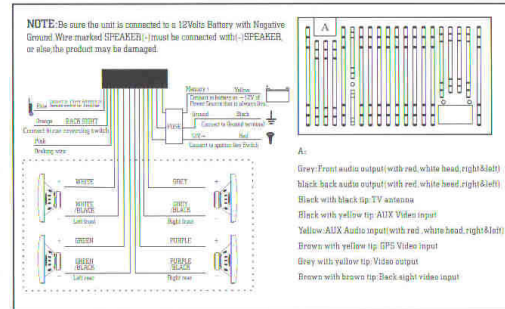 NOTE: Be sure the unit is connected to a 12Volts Battery with Negative
Ground. Wire marked SPEAKER(-)must be connected with(-)SPEAKER,
or else,the product may be damaged.
A
Memory + Yellow
Connect to battery or + 12V of
Power Source that is always live
Blue
Ground Black
Connect to Ground terminal
Orange BACK SIGHT
Connect to car reversing switch
FUSE
12V+ Red
Connect to ignition key Switch
Pink
Braking wire
A:
Grey:Front audio output(with red, white head,right&left)
black back audio output(with red, white head,right&left)
Black with black tip:TV antenna
Black with yellow tip: AUX Video input
Yellow:AUX Audio input(with red ,white head,right&left)
Brown with yellow tip: GPS Video input
Grey with yellow tip: Video output
Brown with brown tip:Back sight video input
+ WHITE GREY +
- WHITE /BLACK GREY /BLACK -
Left front Right front
+ GREEN PURPLE +
- GREEN /BLACK PURPLE /BLACK -
Left rear Right rear